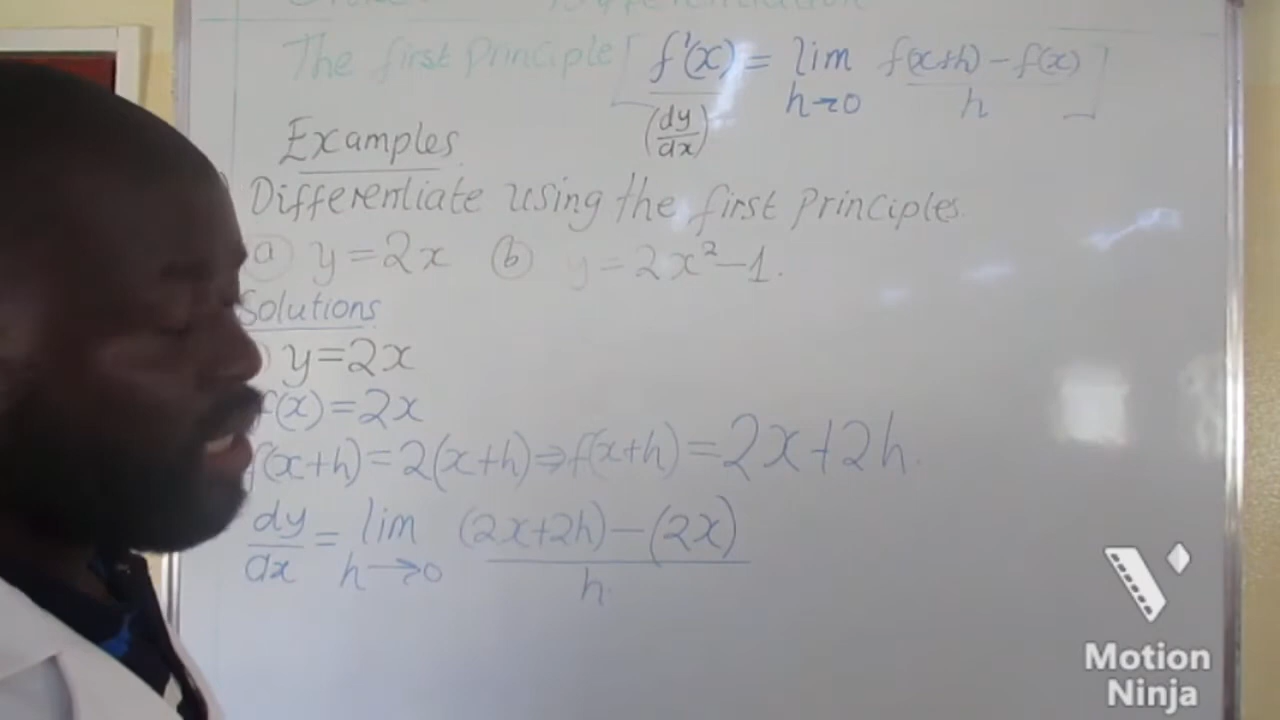 Differentiation
The first Principle [f'(x) = lim h→0 f(x+h) - f(x) / h]
(dy/dx)
Examples
Differentiate using the first Principles.
(a) y=2x (b) y=2x²-1.
Solutions
y=2x
f(x)=2x
f(x+h)=2(x+h)⇒f(x+h)=2x+2h.
dy/dx = lim h→0 (2x+2h)-(2x) / h
Motion
Ninja